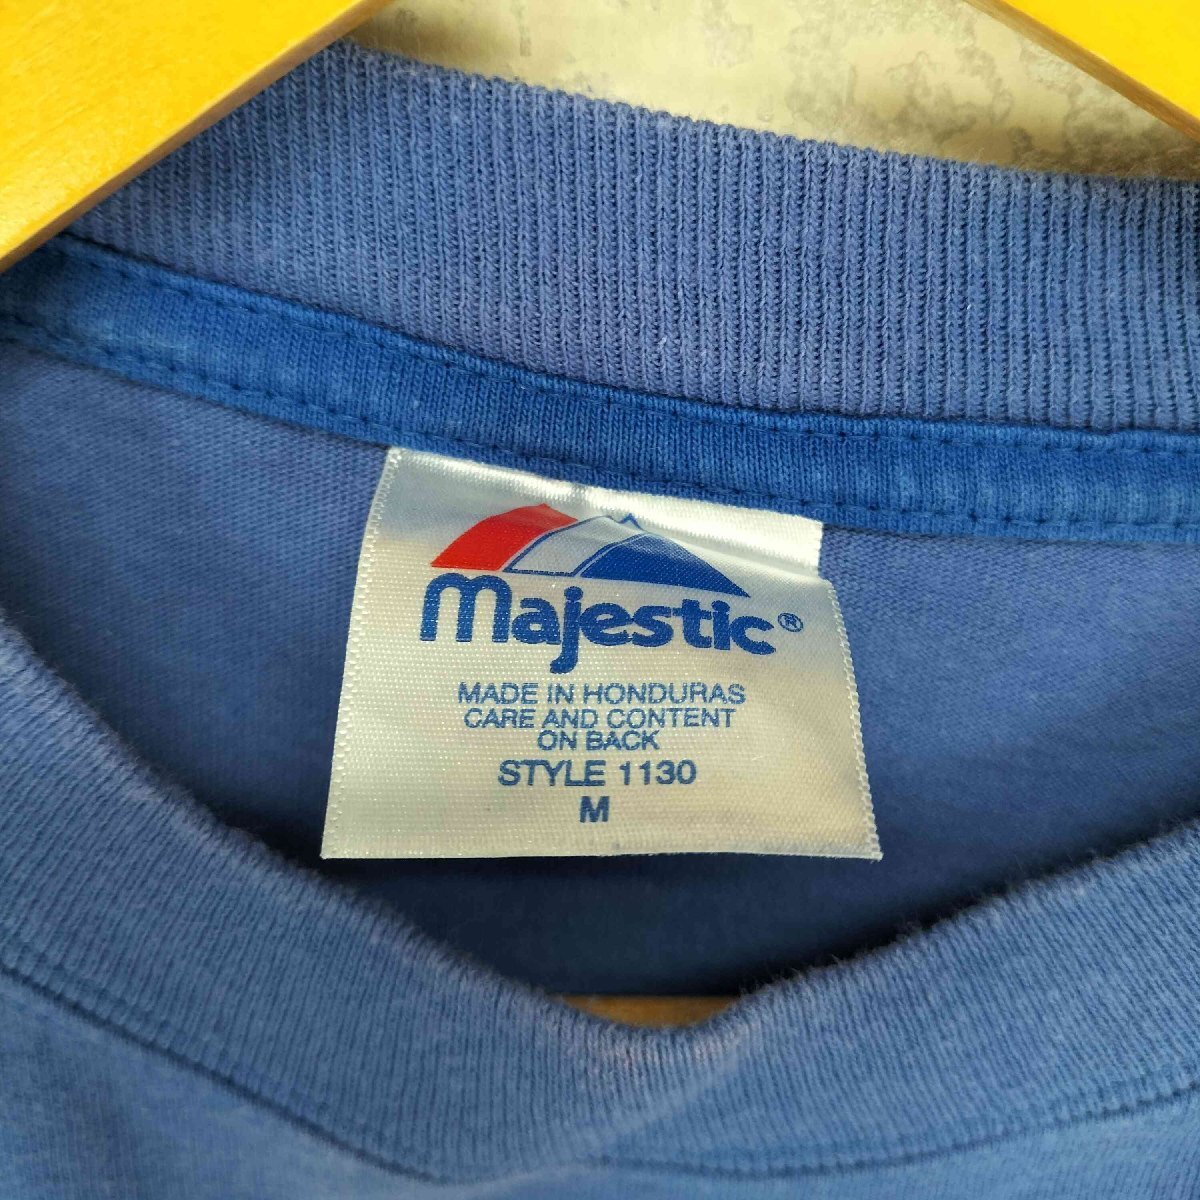 Majestic®
MADE IN HONDURAS
CARE AND CONTENT
ON BACK
STYLE 1130
M